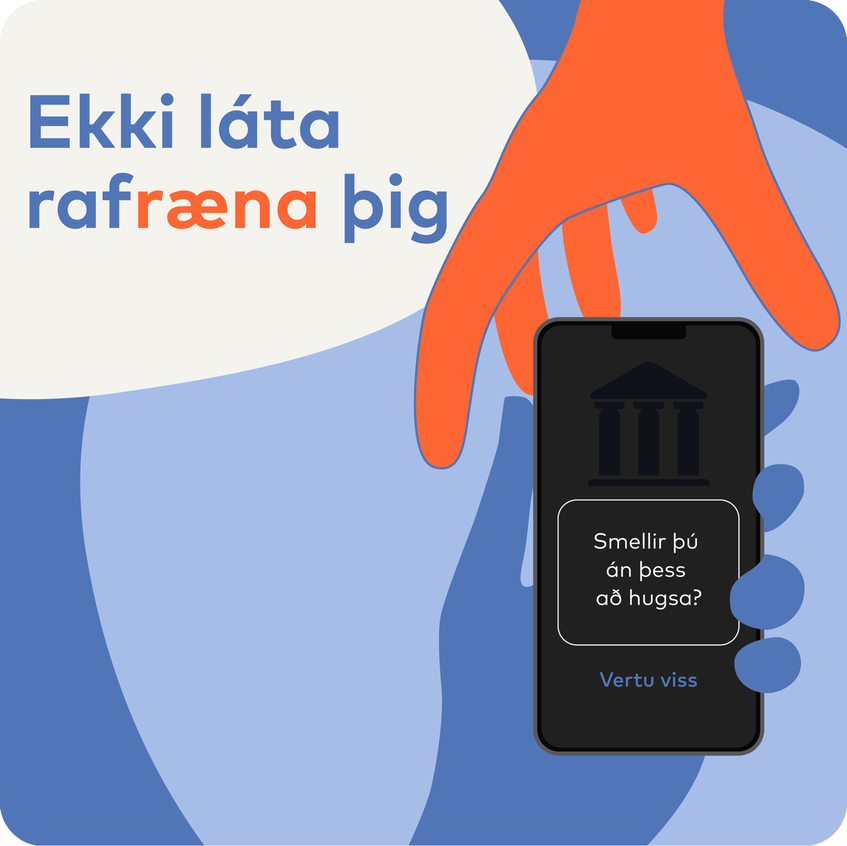 Ekki láta
rafræna þig
Smellir þú
án þess
að hugsa?
Vertu viss